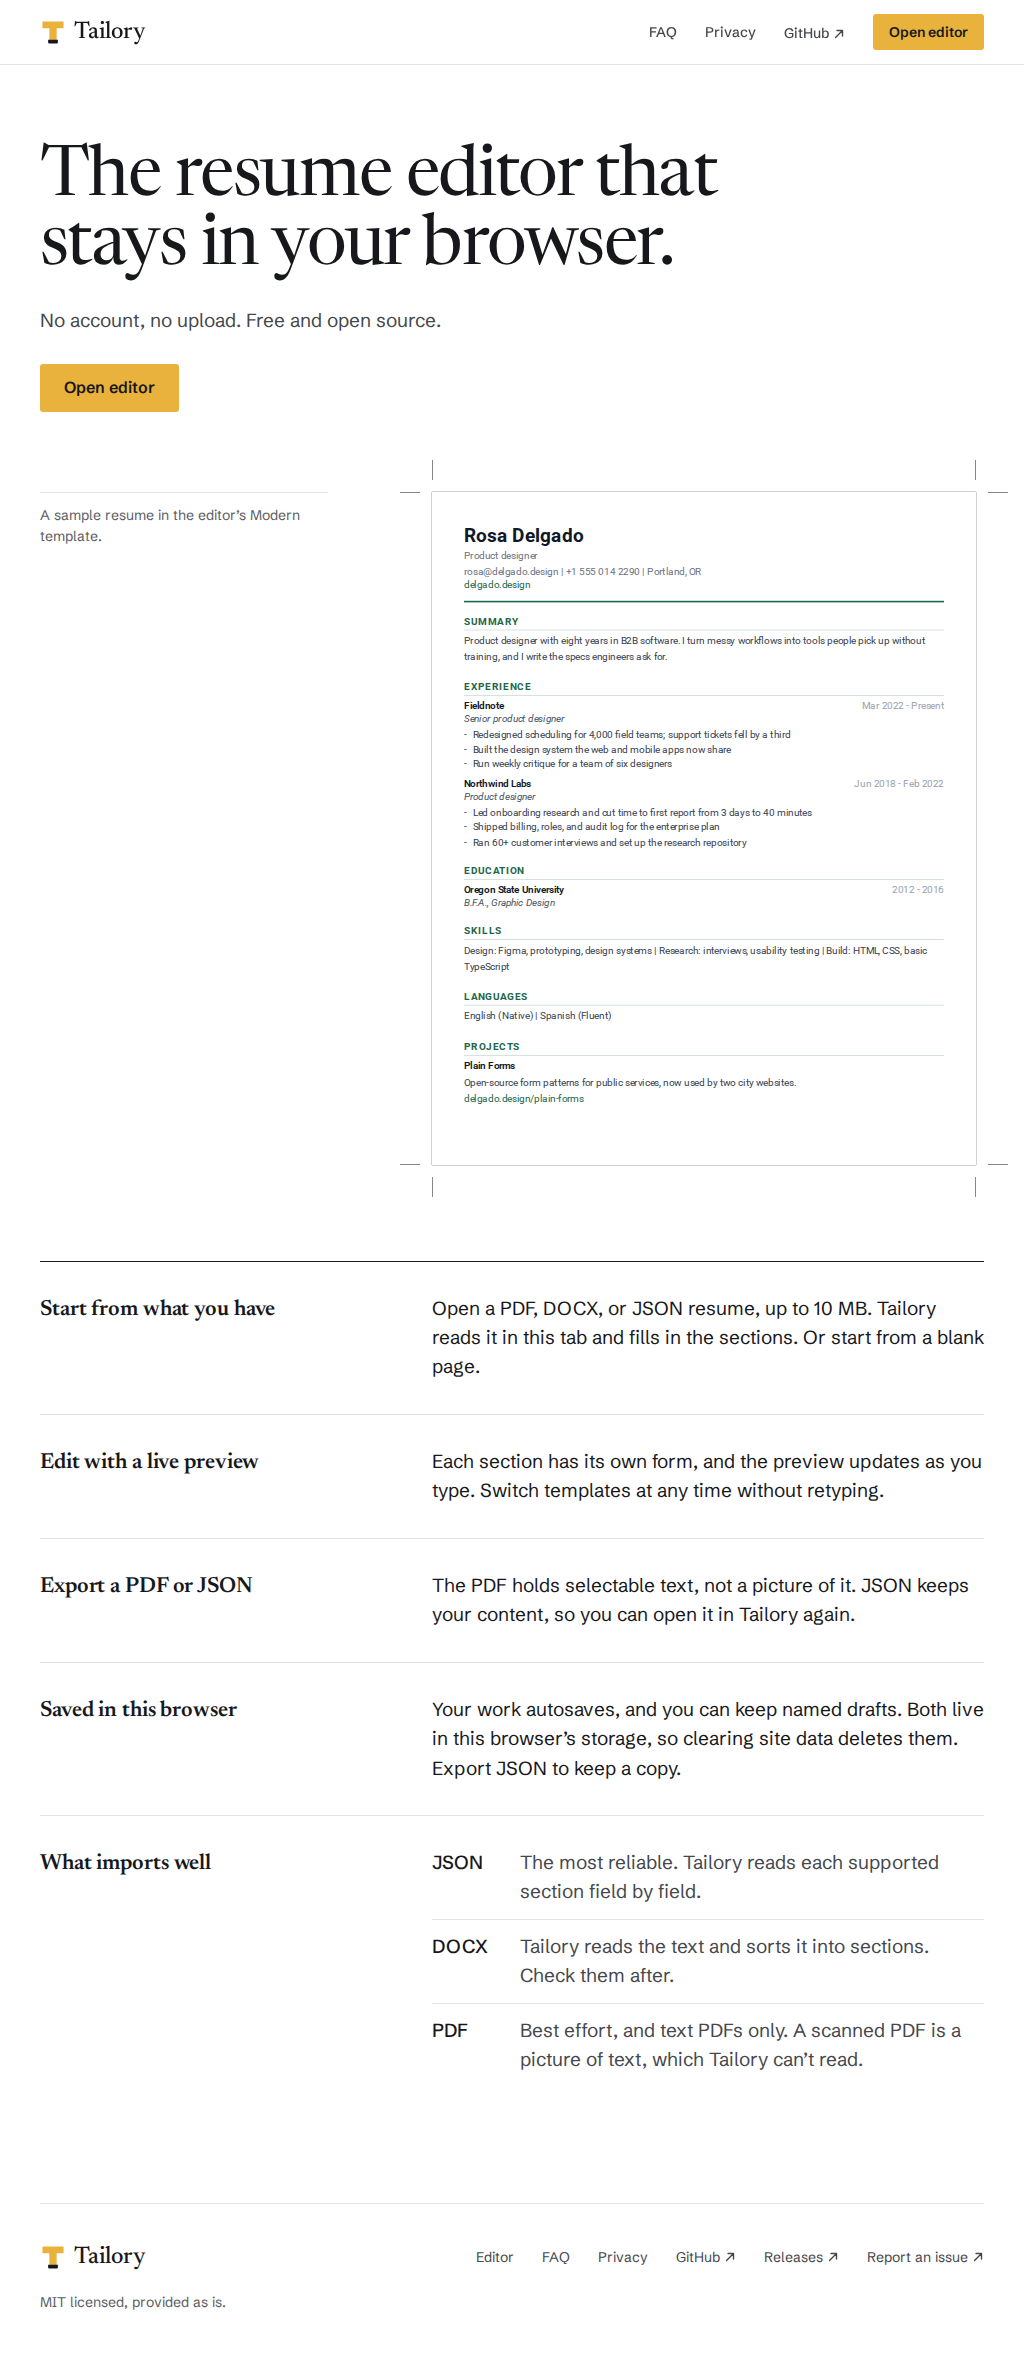 Tailory
FAQ
Privacy
GitHub ↗
Open editor
The resume editor that
stays in your browser.
No account, no upload. Free and open source.
Open editor
A sample resume in the editor’s Modern
template.
Rosa Delgado
Product designer
rosa@delgado.design | +1 555 014 2290 | Portland, OR
delgado.design
SUMMARY
Product designer with eight years in B2B software. I turn messy workflows into tools people pick up without
training, and I write the specs engineers ask for.
EXPERIENCE
Fieldnote Mar 2022 - Present
Senior product designer
- Redesigned scheduling for 4,000 field teams; support tickets fell by a third
- Built the design system the web and mobile apps now share
- Run weekly critique for a team of six designers
Northwind Labs Jun 2018 - Feb 2022
Product designer
- Led onboarding research and cut time to first report from 3 days to 40 minutes
- Shipped billing, roles, and audit log for the enterprise plan
- Ran 60+ customer interviews and set up the research repository
EDUCATION
Oregon State University 2012 - 2016
B.F.A., Graphic Design
SKILLS
Design: Figma, prototyping, design systems | Research: interviews, usability testing | Build: HTML, CSS, basic
TypeScript
LANGUAGES
English (Native) | Spanish (Fluent)
PROJECTS
Plain Forms
Open-source form patterns for public services, now used by two city websites.
delgado.design/plain-forms
Start from what you have
Open a PDF, DOCX, or JSON resume, up to 10 MB. Tailory
reads it in this tab and fills in the sections. Or start from a blank
page.
Edit with a live preview
Each section has its own form, and the preview updates as you
type. Switch templates at any time without retyping.
Export a PDF or JSON
The PDF holds selectable text, not a picture of it. JSON keeps
your content, so you can open it in Tailory again.
Saved in this browser
Your work autosaves, and you can keep named drafts. Both live
in this browser’s storage, so clearing site data deletes them.
Export JSON to keep a copy.
What imports well
JSON The most reliable. Tailory reads each supported
section field by field.
DOCX Tailory reads the text and sorts it into sections.
Check them after.
PDF Best effort, and text PDFs only. A scanned PDF is a
picture of text, which Tailory can’t read.
Tailory
Editor
FAQ
Privacy
GitHub ↗
Releases ↗
Report an issue ↗
MIT licensed, provided as is.